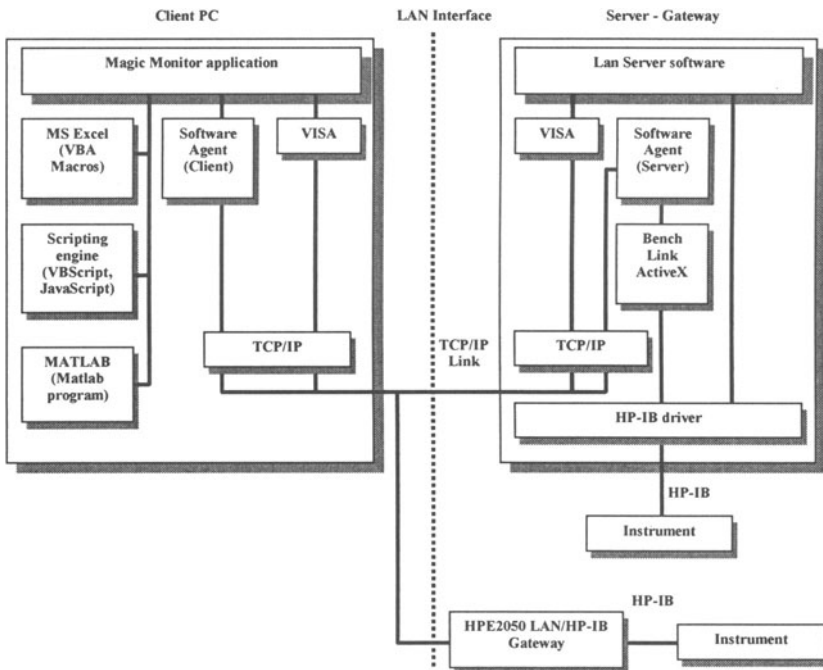 Client PC
LAN Interface
Server - Gateway
Magic Monitor application
Lan Server software
MS Excel
(VBA
Macros)
Software
Agent
(Client)
VISA
VISA
Software
Agent
(Server)
Scripting
engine
(VBScript,
JavaScript)
Bench
Link
ActiveX
TCP/IP
TCP/IP
Link
TCP/IP
MATLAB
(Matlab
program)
HP-IB driver
HP-IB
Instrument
HP-IB
HPE2050 LAN/HP-IB
Gateway
Instrument